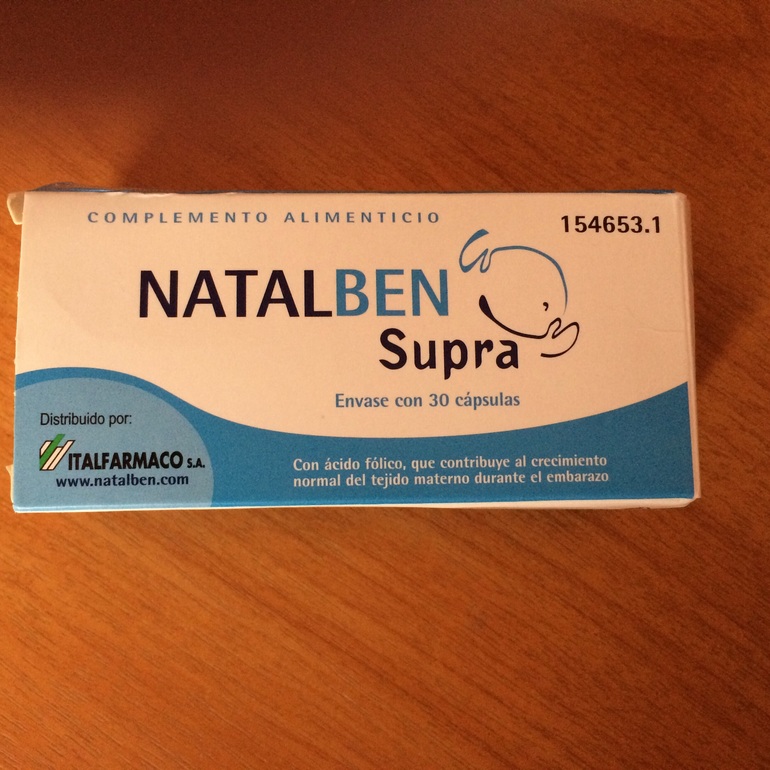 COMPLEMENTO ALIMENTICIO
154653.1
NATALBEN
Supra
Envase con 30 cápsulas
Distribuido por:
ITALFARMACO S.A.
www.natalben.com
Con ácido fólico, que contribuye al crecimiento
normal del tejido materno durante el embarazo